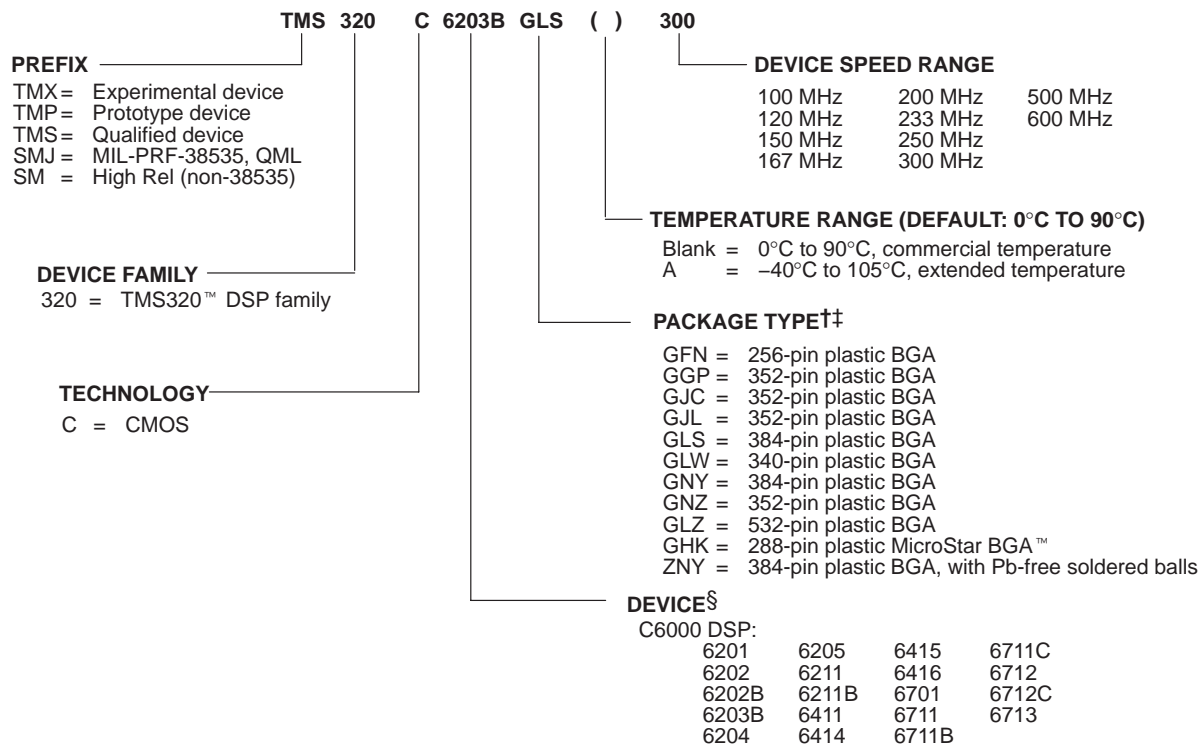 TMS 320 C 6203B GLS ( ) 300
PREFIX
TMX = Experimental device
TMP = Prototype device
TMS = Qualified device
SMJ = MIL-PRF-38535, QML
SM = High Rel (non-38535)
DEVICE SPEED RANGE
100 MHz 200 MHz 500 MHz
120 MHz 233 MHz 600 MHz
150 MHz 250 MHz
167 MHz 300 MHz
TEMPERATURE RANGE (DEFAULT: 0°C TO 90°C)
Blank = 0°C to 90°C, commercial temperature
A = −40°C to 105°C, extended temperature
DEVICE FAMILY
320 = TMS320™ DSP family
PACKAGE TYPE†‡
GFN = 256-pin plastic BGA
GGP = 352-pin plastic BGA
GJC = 352-pin plastic BGA
GJL = 352-pin plastic BGA
GLS = 384-pin plastic BGA
GLW = 340-pin plastic BGA
GNY = 384-pin plastic BGA
GNZ = 352-pin plastic BGA
GLZ = 532-pin plastic BGA
GHK = 288-pin plastic MicroStar BGA™
ZNY = 384-pin plastic BGA, with Pb-free soldered balls
TECHNOLOGY
C = CMOS
DEVICE§
C6000 DSP:
6201 6205 6415 6711C
6202 6211 6416 6712
6202B 6211B 6701 6712C
6203B 6411 6711 6713
6204 6414 6711B